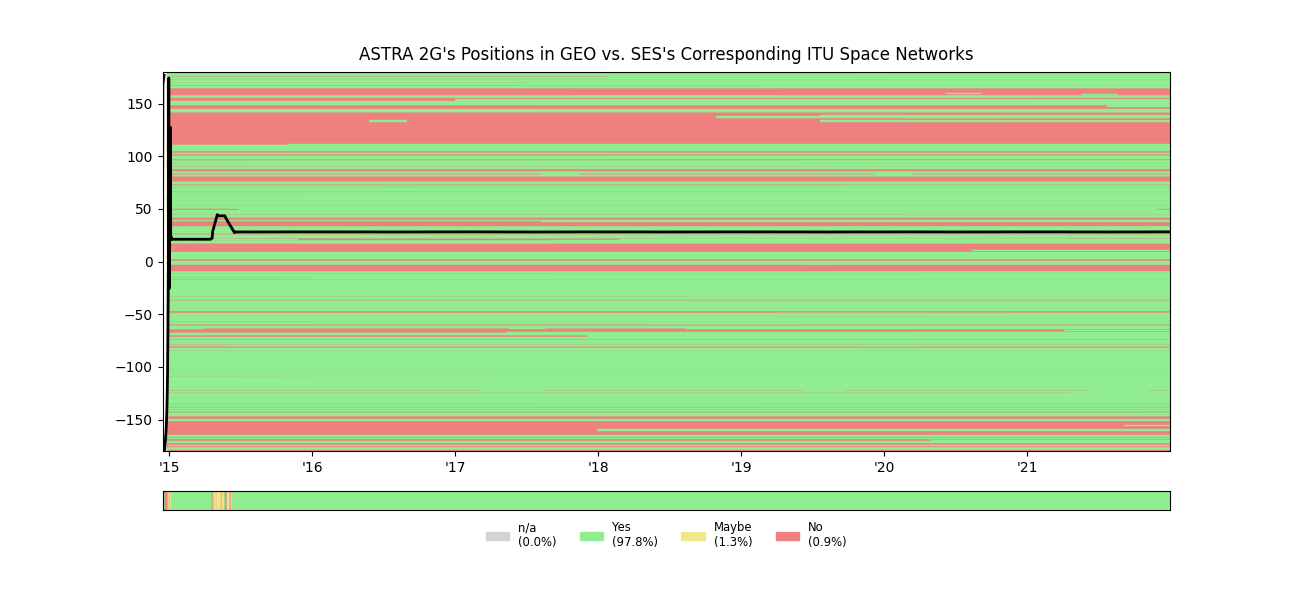 ASTRA 2G's Positions in GEO vs. SES's Corresponding ITU Space Networks
150
100
50
0
−50
−100
−150
'15 '16 '17 '18 '19 '20 '21
n/a Yes Maybe No
(0.0%) (97.8%) (1.3%) (0.9%)